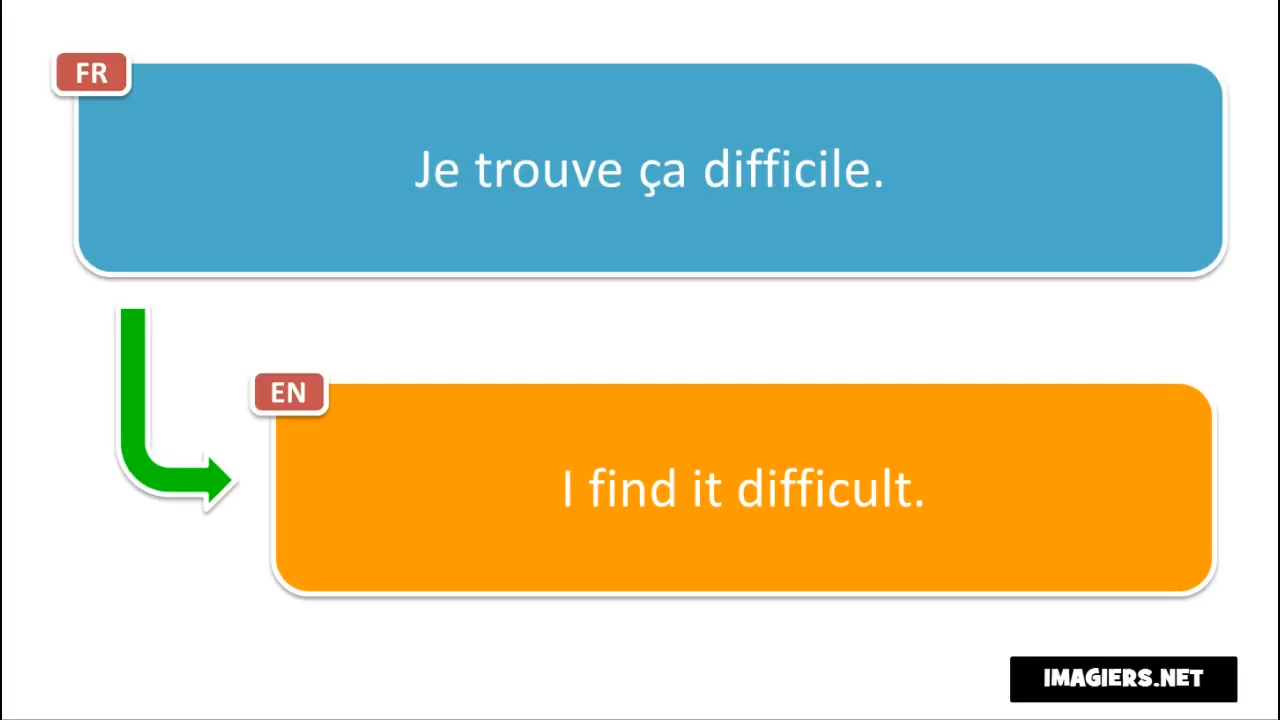 FR
Je trouve ça difficile.
EN
I find it difficult.
IMAGIERS.NET